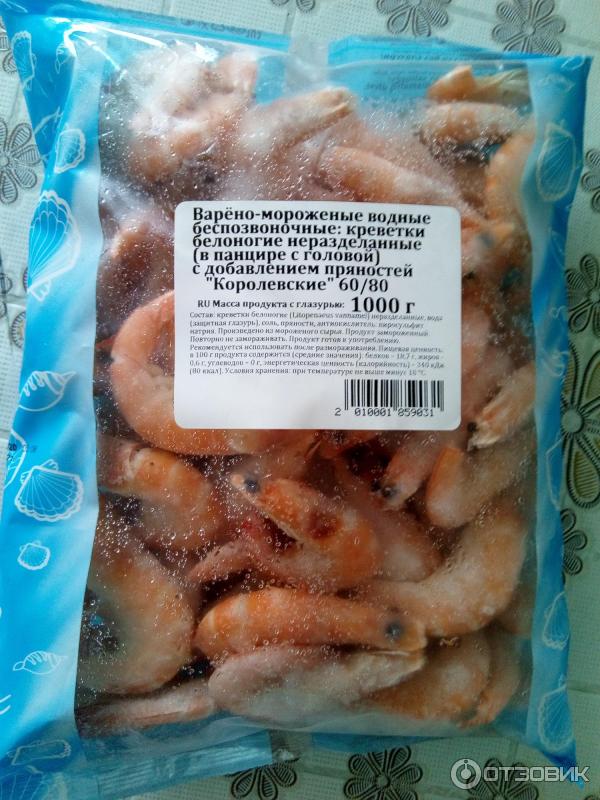 Варёно-мороженые водные
беспозвоночные: креветки
белоногие неразделанные
(в панцире с головой)
с добавлением пряностей
"Королевские" 60/80
RU Масса продукта с глазурью: 1000 г
Состав: креветки белоногие (Litopenaeus vannamei) неразделанные, вода
(защитная глазурь), соль, пряности, антиокислитель: пиросульфит
натрия. Произведено из мороженого сырья. Продукт замороженный.
Повторно не замораживать. Продукт готов к употреблению.
Рекомендуется использовать после размораживания. Пищевая ценность:
в 100 г продукта содержится (средние значения): белков – 18,7 г, жиров -
0,6 г, углеводов – 0 г, энергетическая ценность (калорийность) – 340 кДж
(80 ккал). Условия хранения: при температуре не выше минус 18 °С.
2 010001 859031
ОТЗОВИК